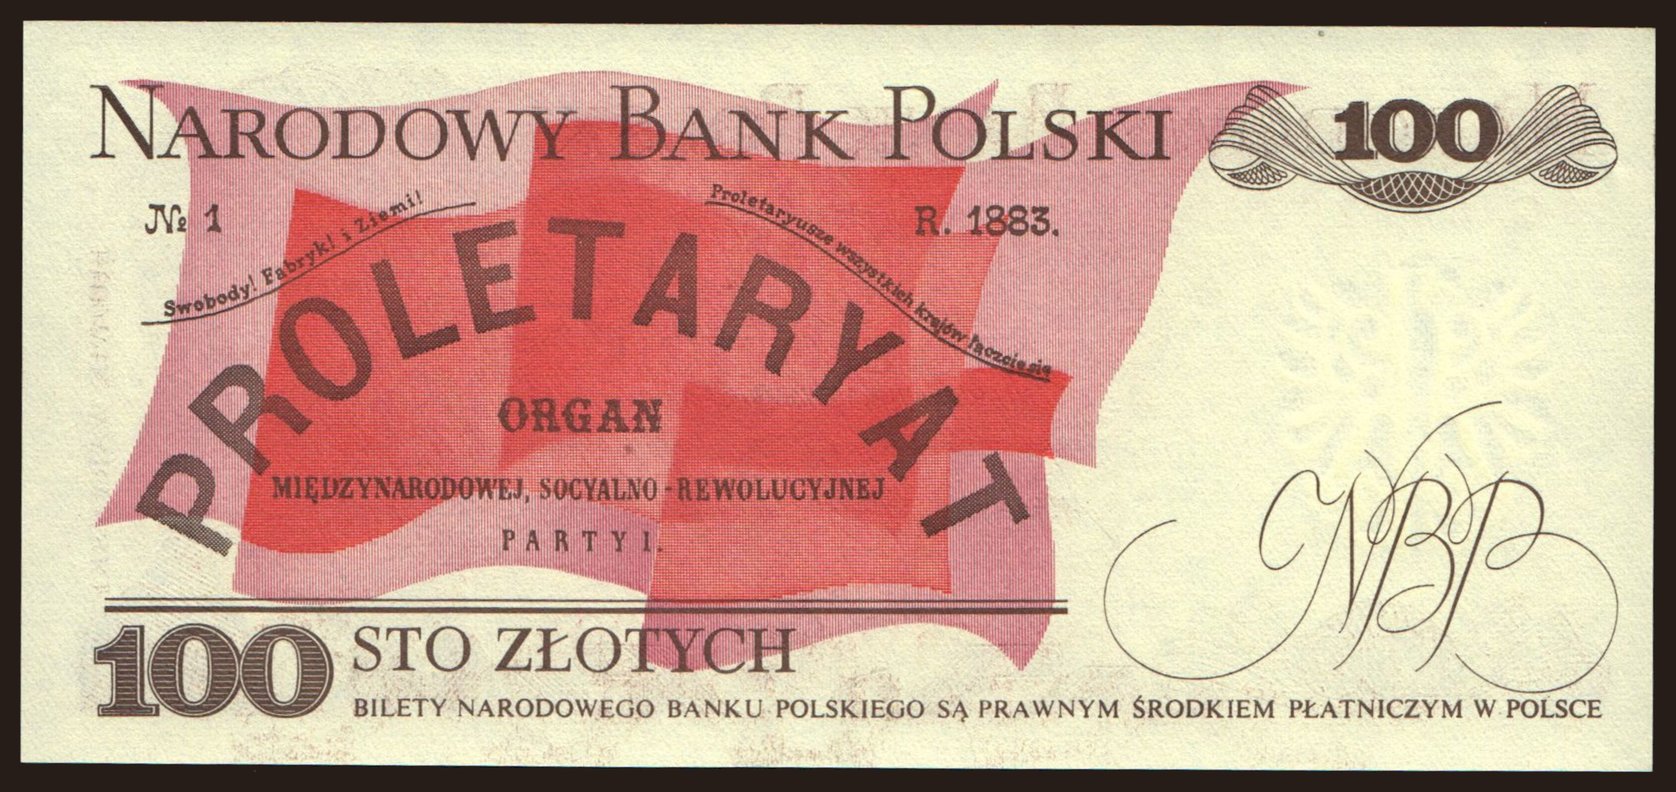 NARODOWY BANK POLSKI
100
№ 1
R. 1883.
Swobody! Fabryk! i Ziemi!
Proletaryusze wszystkich krajów łączcie się
PROLETARYAT
ORGAN
MIĘDZYNARODOWEJ, SOCYALNO-REWOLUCYJNEJ
PARTYI.
NBP
100 STO ZŁOTYCH
BILETY NARODOWEGO BANKU POLSKIEGO SĄ PRAWNYM ŚRODKIEM PŁATNICZYM W POLSCE